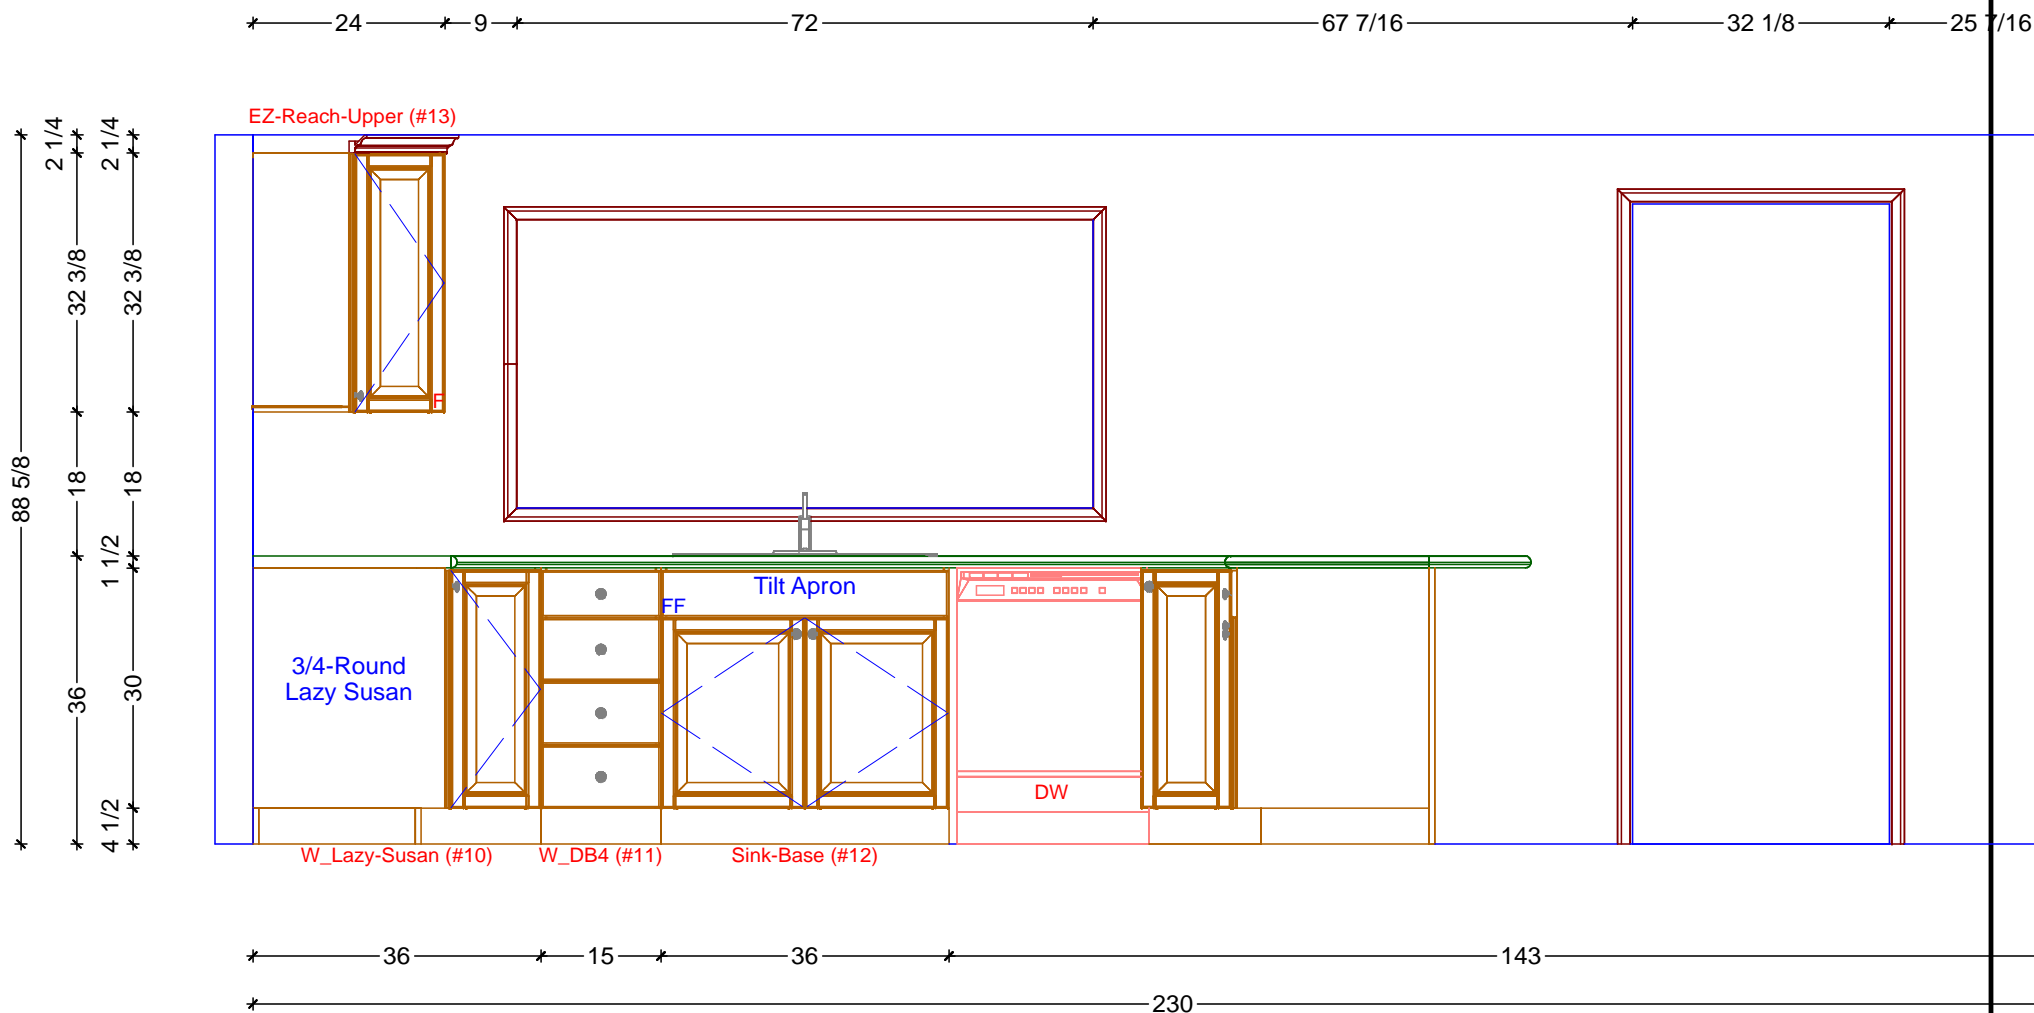 24 9 72 67 7/16 32 1/8 25 7/16
EZ-Reach-Upper (#13)
2 1/4 2 1/4
32 3/8 32 3/8
F
88 5/8 18 18
1 1/2
Tilt Apron
FF
3/4-Round
Lazy Susan
36 30
DW
4 1/2
W_Lazy-Susan (#10) W_DB4 (#11) Sink-Base (#12)
36 15 36 143
230